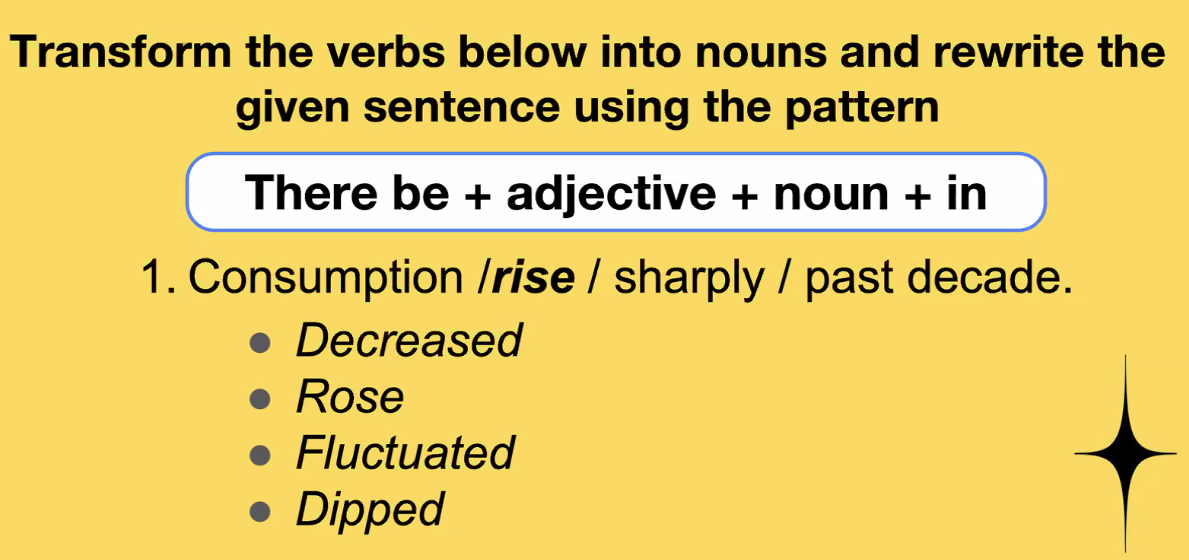 Transform the verbs below into nouns and rewrite the
given sentence using the pattern
There be + adjective + noun + in
1. Consumption /rise / sharply / past decade.
● Decreased
● Rose
● Fluctuated
● Dipped